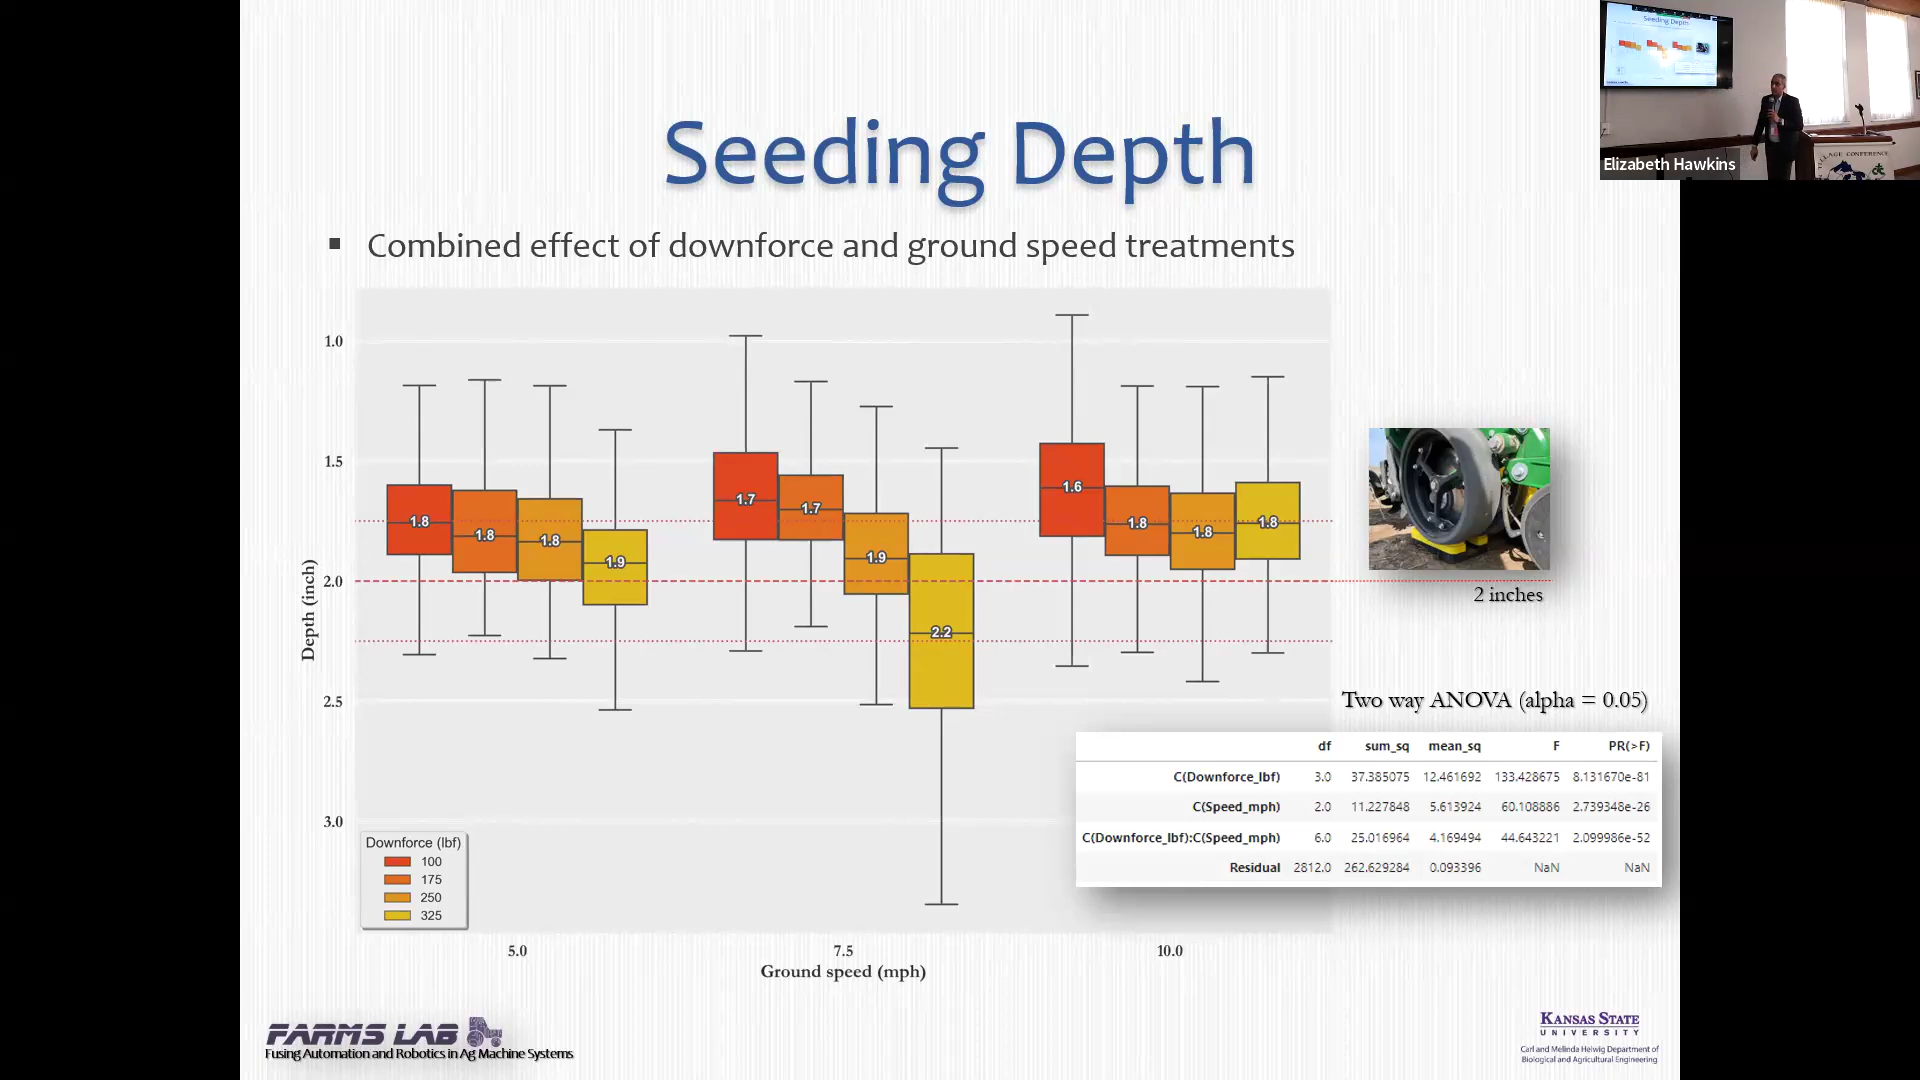 Seeding Depth
Elizabeth Hawkins
TILLAGE CONFERENCE
Seeding Depth
▪ Combined effect of downforce and ground speed treatments
1.0
1.5
2.0
2.5
3.0
Depth (inch)
1.8
1.8
1.8
1.9
1.7
1.7
1.9
2.2
1.6
1.8
1.8
1.8
2 inches
Two way ANOVA (alpha = 0.05)
df sum_sq mean_sq F PR(>F)
C(Downforce_lbf) 3.0 37.385075 12.461692 133.428675 8.131670e-81
C(Speed_mph) 2.0 11.227848 5.613924 60.108886 2.739348e-26
C(Downforce_lbf):C(Speed_mph) 6.0 25.016964 4.169494 44.643221 2.099986e-52
Residual 2812.0 262.629284 0.093396 NaN NaN
Downforce (lbf)
100
175
250
325
5.0 7.5 10.0
Ground speed (mph)
FARMS LAB
Fusing Automation and Robotics in Ag Machine Systems
KANSAS STATE
UNIVERSITY
Carl and Melinda Helwig Department of
Biological and Agricultural Engineering